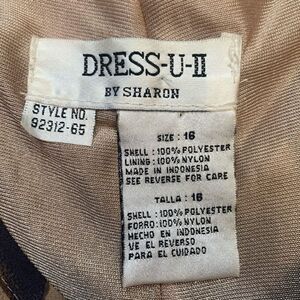 DRESS-U-II
BY SHARON
STYLE NO.
92312-65
SIZE : 16
SHELL : 100% POLYESTER
LINING : 100% NYLON
MADE IN INDONESIA
SEE REVERSE FOR CARE
TALLA : 16
SHELL : 100% POLYESTER
FORRO : 100% NYLON
HECHO EN INDONESIA
VE EL REVERSO
PARA EL CUIDADO